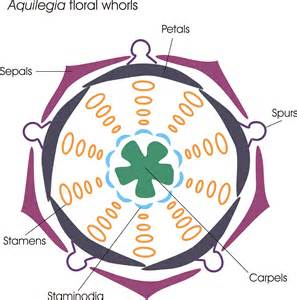 Aquilegia floral whorls
Petals
Sepals
Spurs
Stamens
Carpels
Staminodia